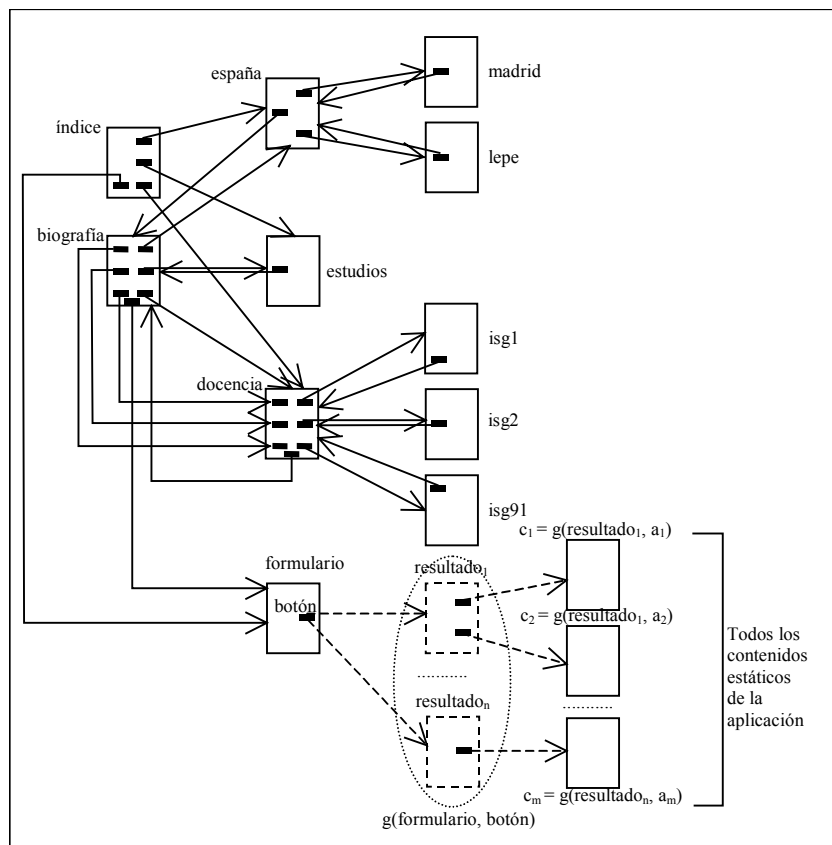 madrid
españa
índice
lepe
biografía
estudios
isg1
docencia
isg2
isg91
c1 = g(resultado1, a1)
formulario
resultado1
botón
c2 = g(resultado1, a2)
Todos los
contenidos
estáticos
de la
aplicación
resultadon
cm = g(resultadon, am)
g(formulario, botón)